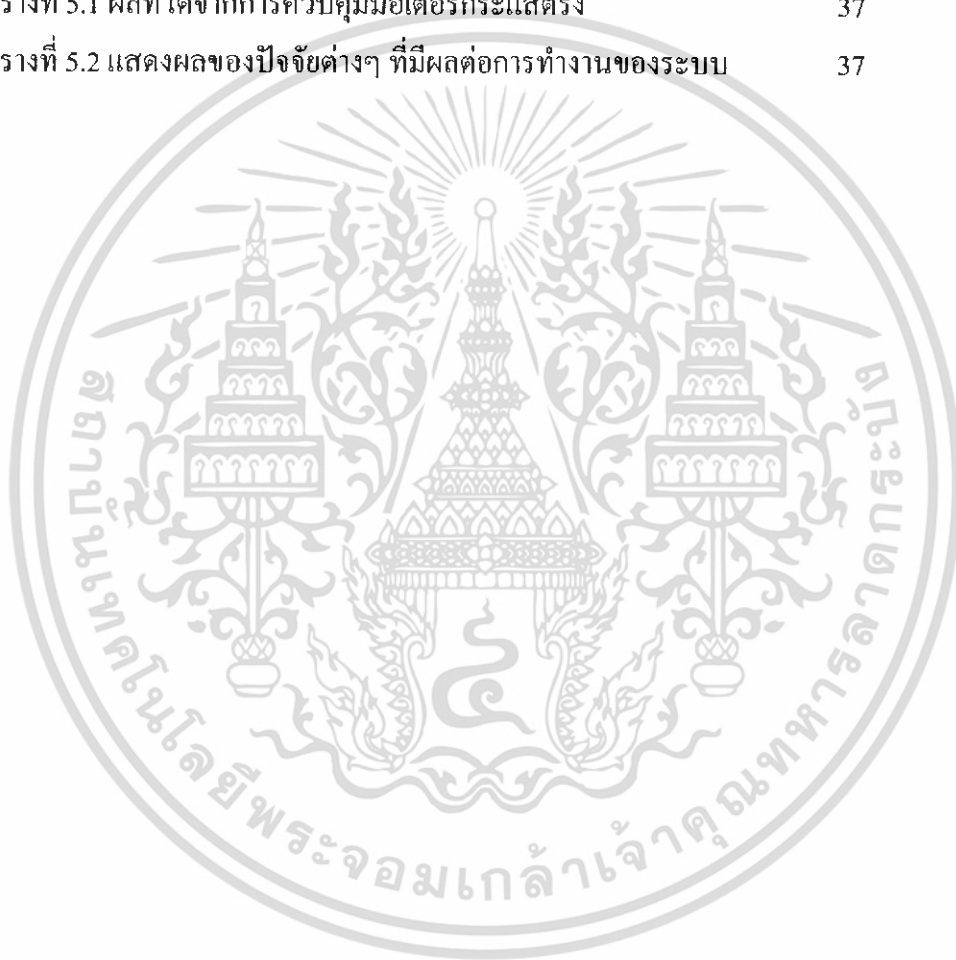 รางที่ 5.1 ผลที่ได้จากการควบคุมมอเตอร์กระแสตรง 37
รางที่ 5.2 แสดงผลของปัจจัยต่างๆ ที่มีผลต่อการทำงานของระบบ 37
สถาบันเทคโนโลยีพระจอมเกล้าเจ้าคุณทหารลาดกระบัง